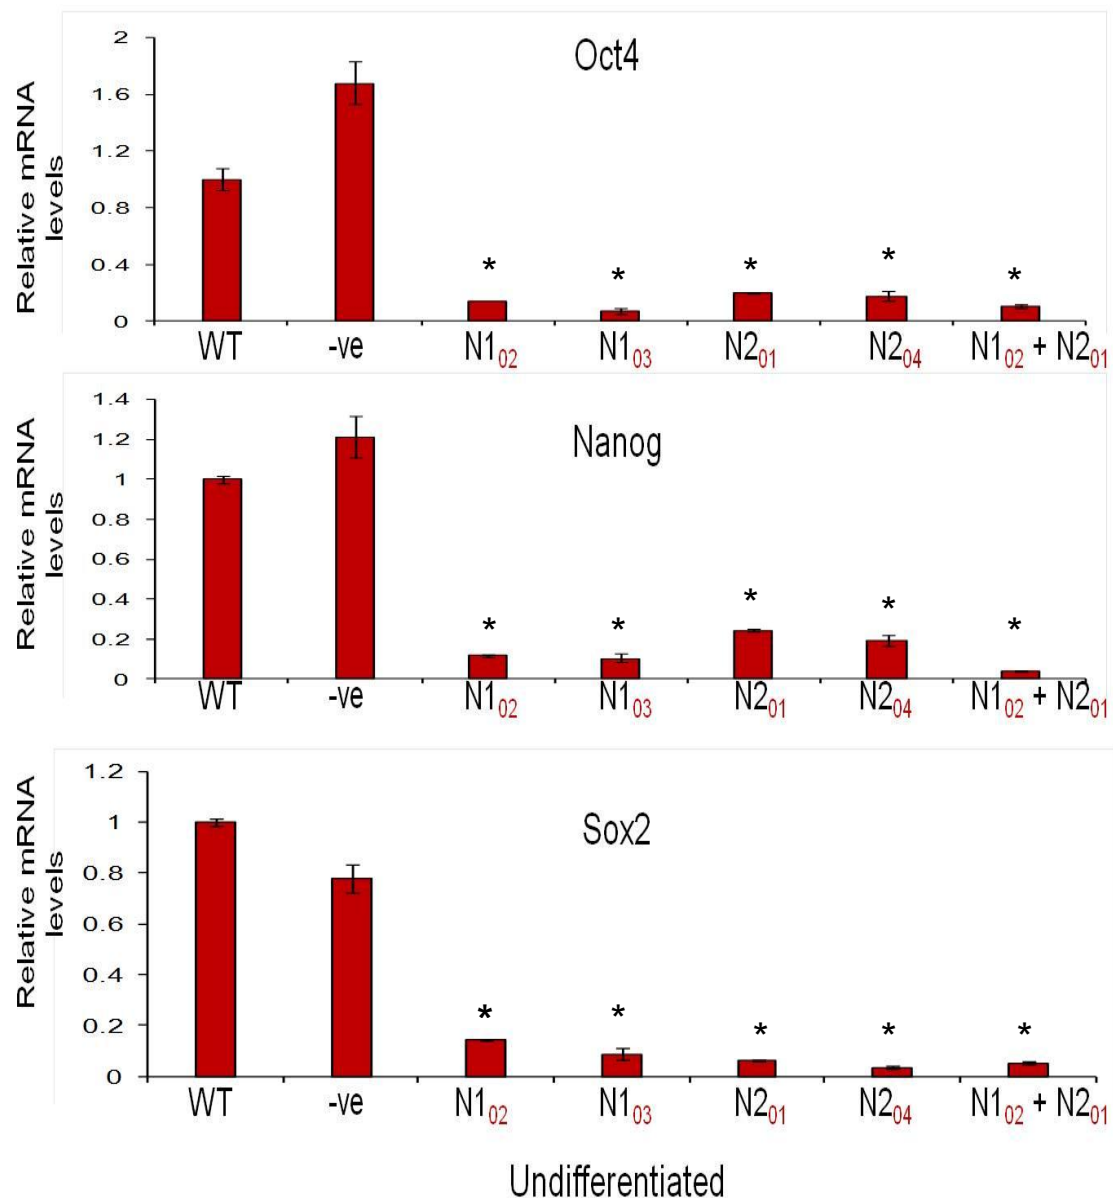 Oct4
Relative mRNA
levels
2
1.6
1.2
0.8
0.4
0
* * * * *
WT -ve N102 N103 N201 N204 N102 + N201
Nanog
Relative mRNA
levels
1.4
1.2
1
0.8
0.6
0.4
0.2
0
* * * * *
WT -ve N102 N103 N201 N204 N102 + N201
Sox2
Relative mRNA
levels
1.2
1
0.8
0.6
0.4
0.2
0
* * * * *
WT -ve N102 N103 N201 N204 N102 + N201
Undifferentiated